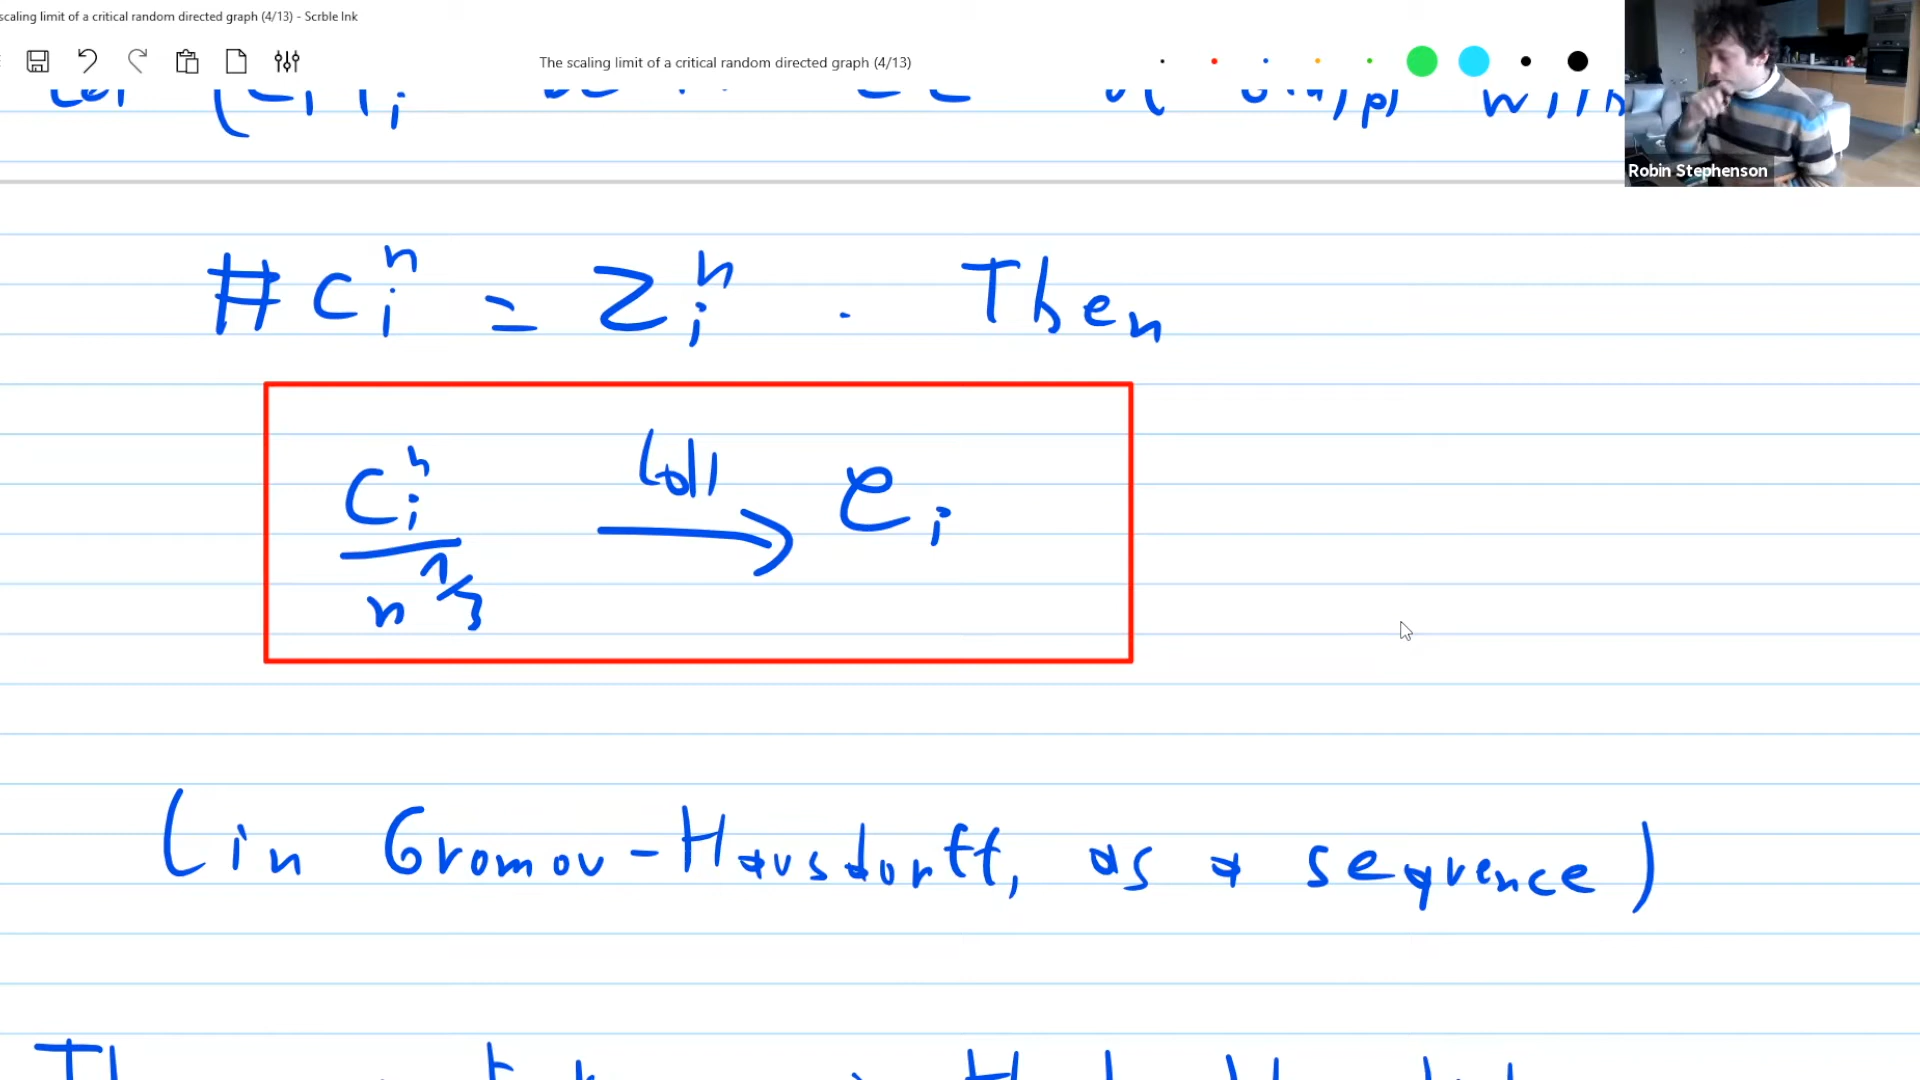 scaling limit of a critical random directed graph (4/13) - Scrble Ink
The scaling limit of a critical random directed graph (4/13)
Robin Stephenson
# C_i^n = Z_i^n . Then
C_i^n / n^{1/3} (d)→ 𝒞_i
(in Gromov-Hausdorff, as a sequence)